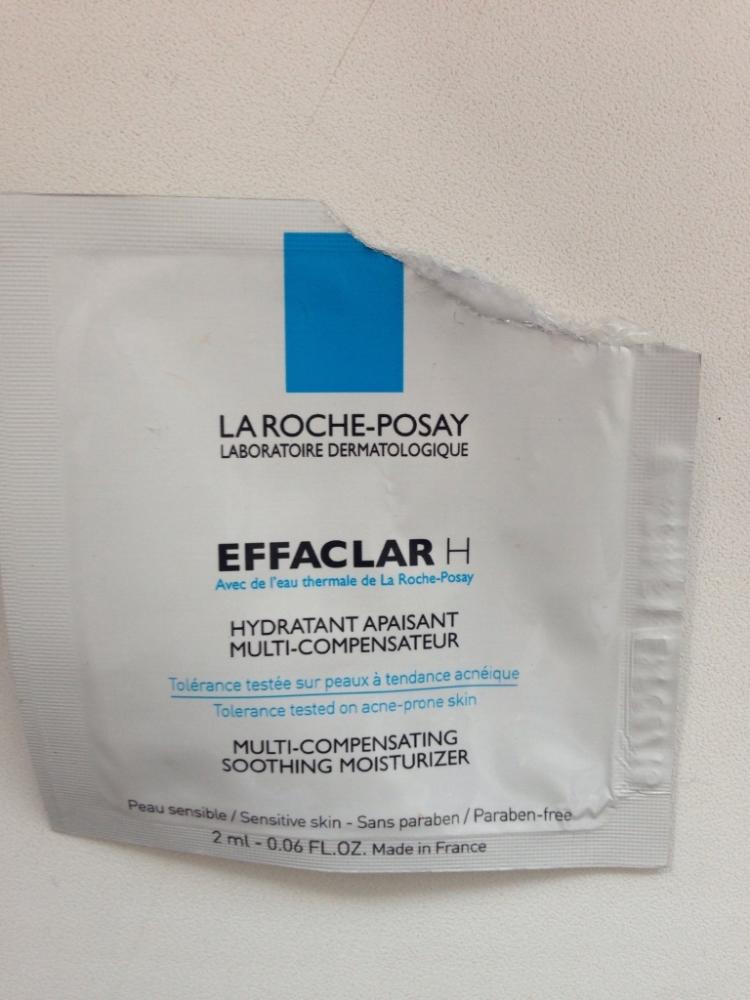 LA ROCHE-POSAY
LABORATOIRE DERMATOLOGIQUE
EFFACLAR H
Avec de l'eau thermale de La Roche-Posay
HYDRATANT APAISANT
MULTI-COMPENSATEUR
Tolérance testée sur peaux à tendance acnéique
Tolerance tested on acne-prone skin
MULTI-COMPENSATING
SOOTHING MOISTURIZER
Peau sensible / Sensitive skin - Sans paraben / Paraben-free
2 ml - 0.06 FL.OZ. Made in France